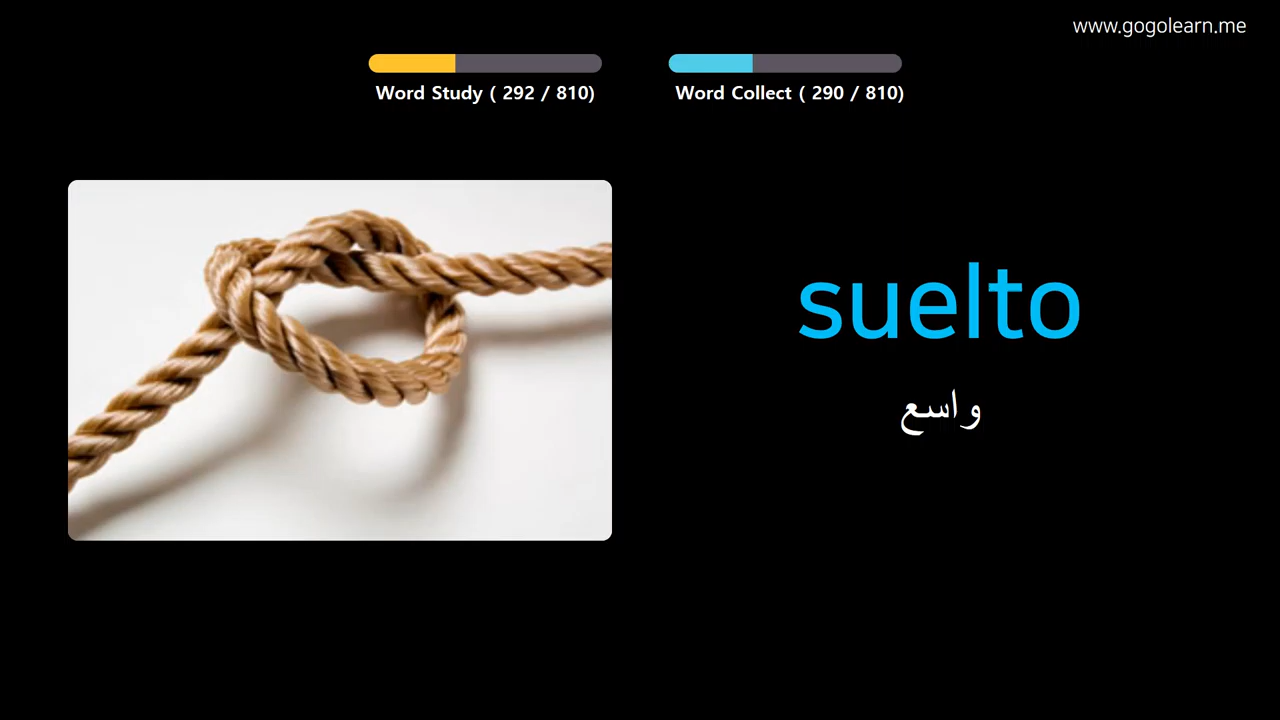 www.gogolearn.me
Word Study ( 292 / 810)
Word Collect ( 290 / 810)
suelto
واسع